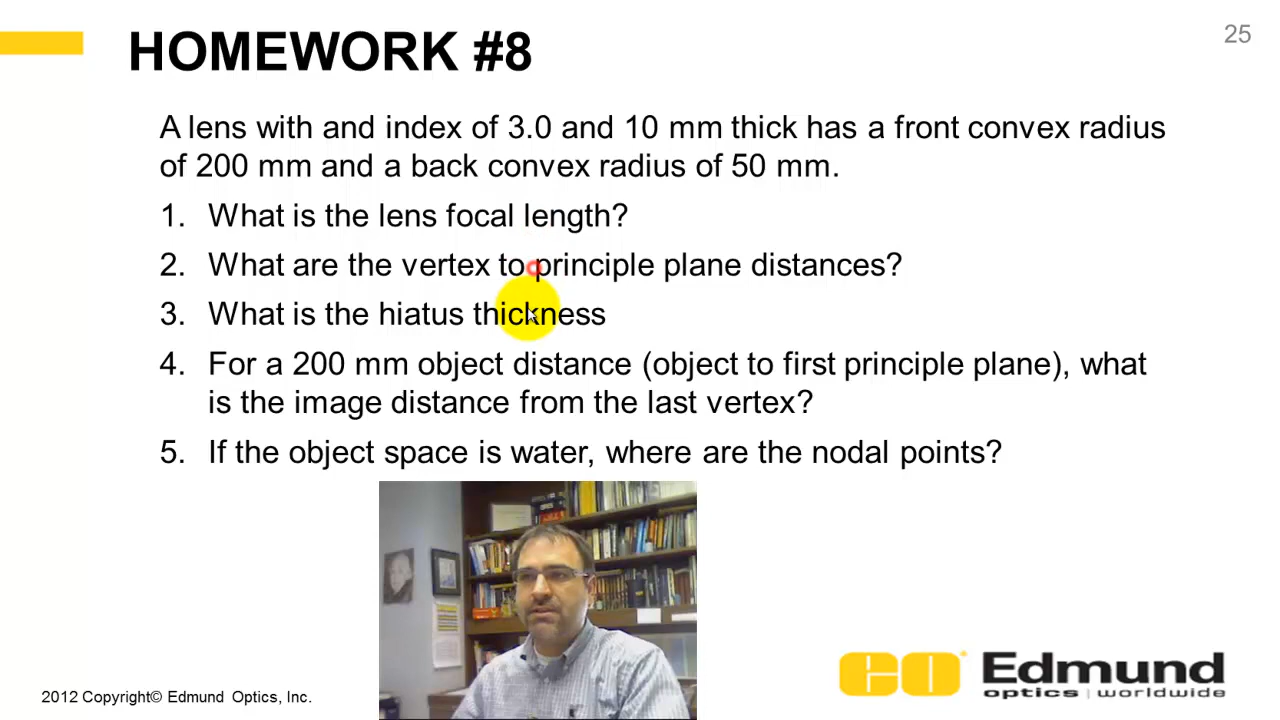 25
HOMEWORK #8
A lens with and index of 3.0 and 10 mm thick has a front convex radius
of 200 mm and a back convex radius of 50 mm.
1. What is the lens focal length?
2. What are the vertex to principle plane distances?
3. What is the hiatus thickness
4. For a 200 mm object distance (object to first principle plane), what
is the image distance from the last vertex?
5. If the object space is water, where are the nodal points?
EO Edmund
optics | worldwide
2012 Copyright© Edmund Optics, Inc.